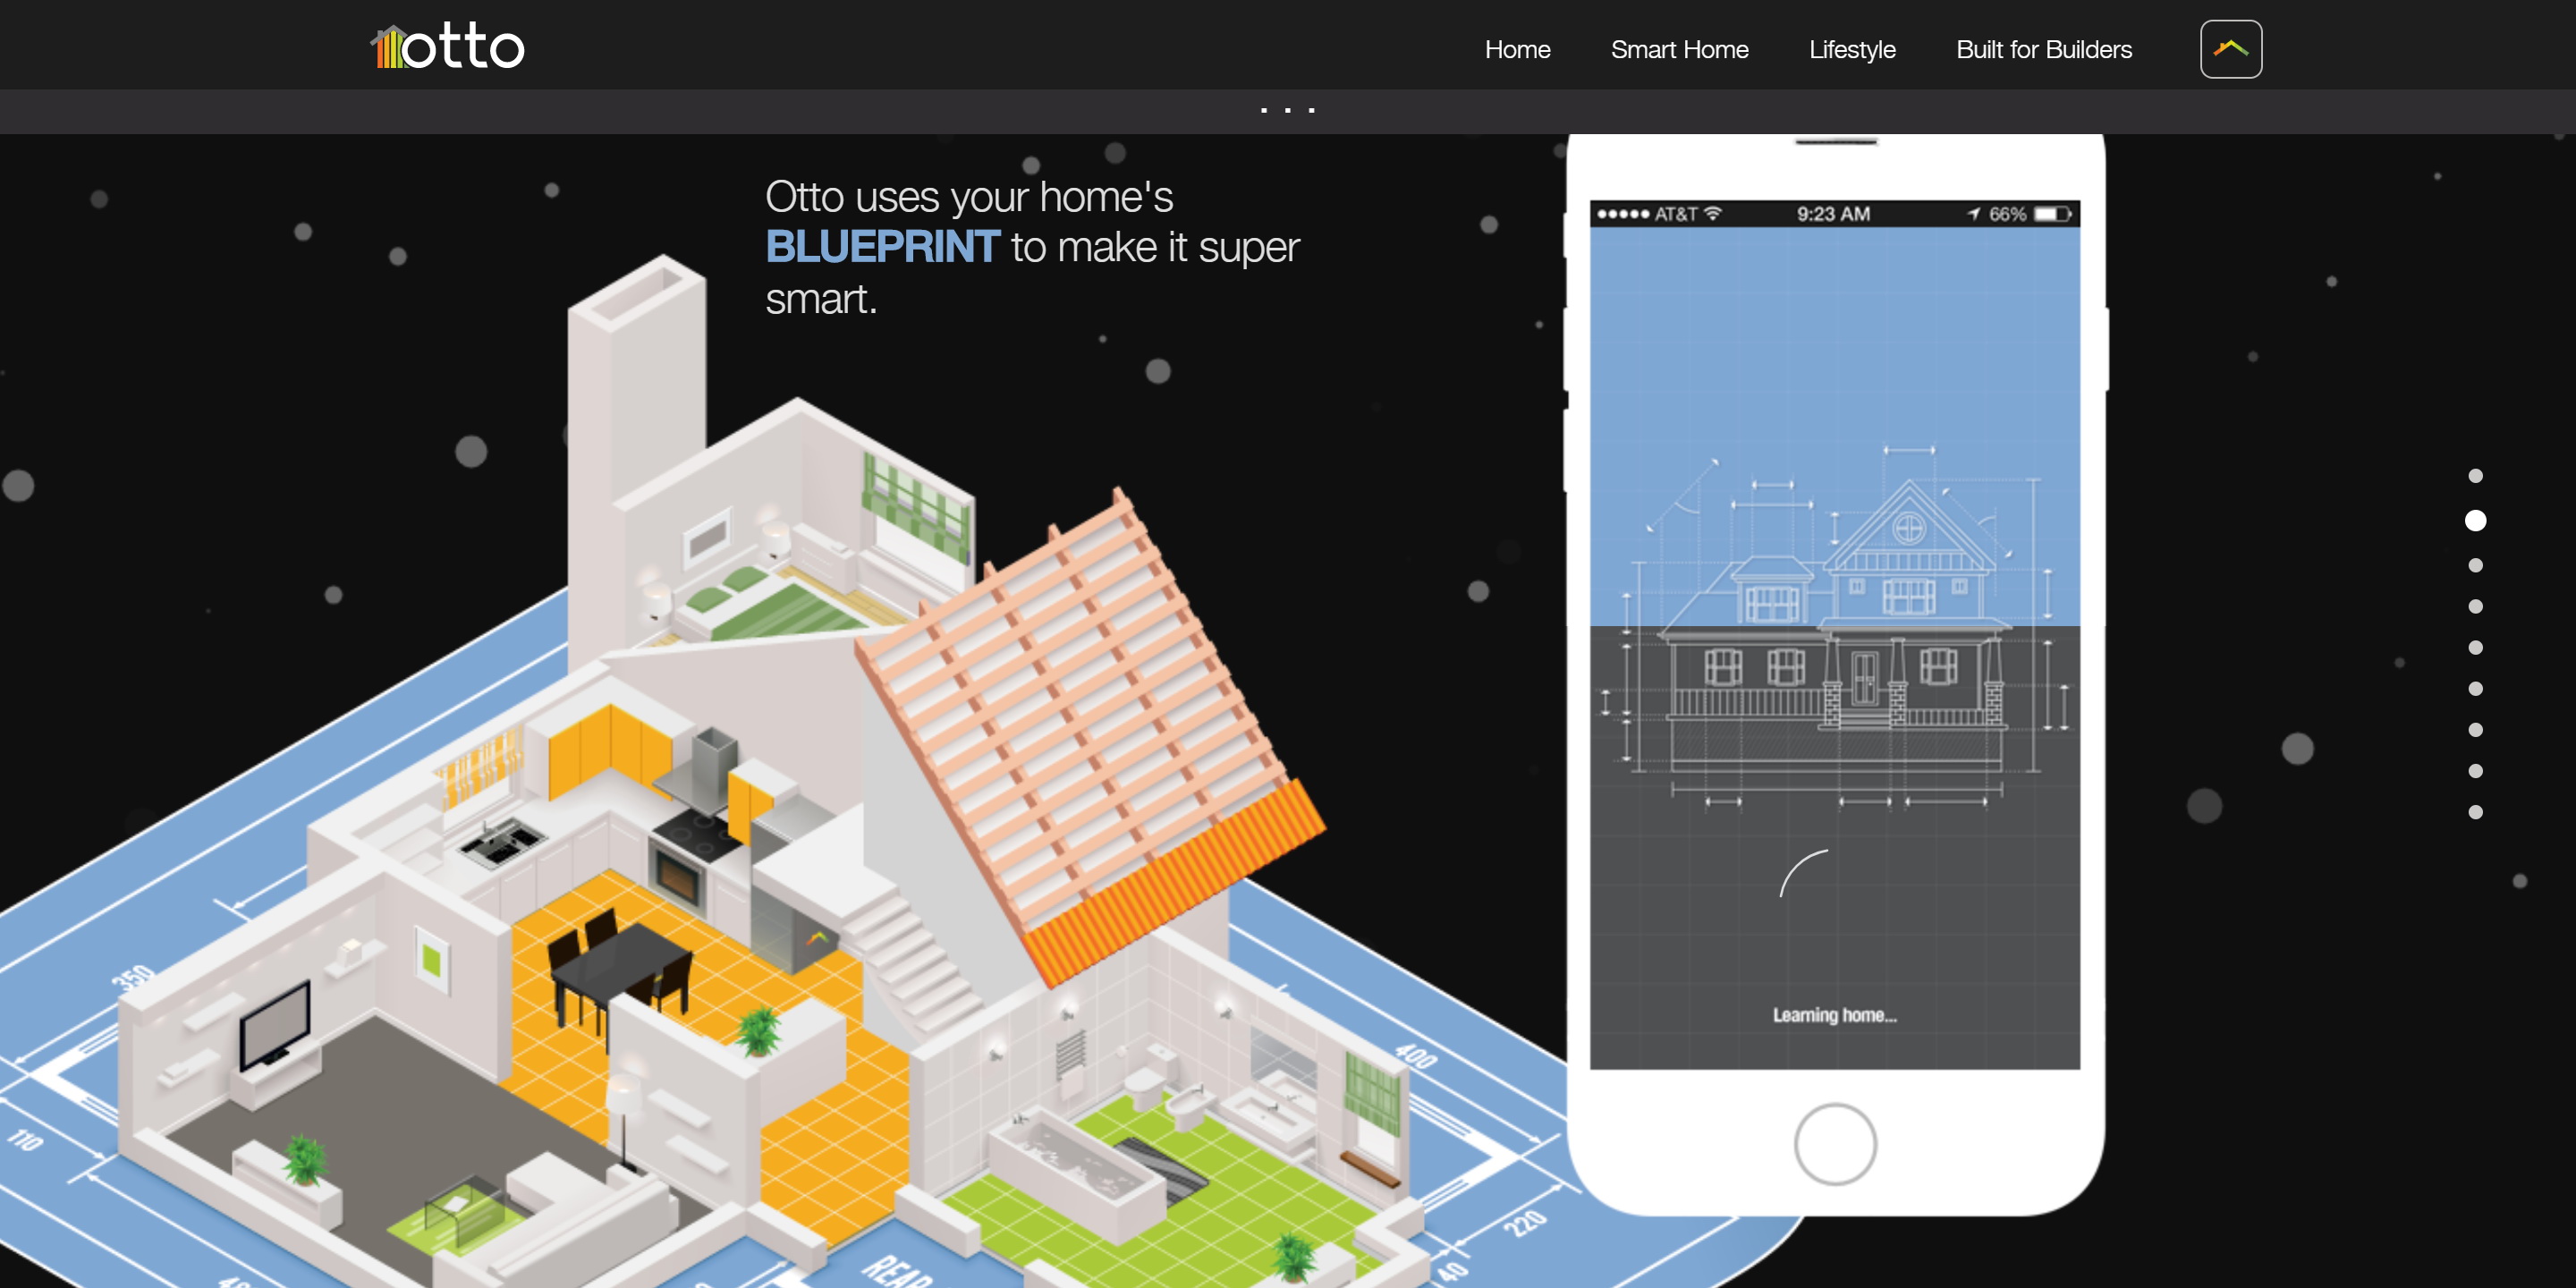 otto
Home
Smart Home
Lifestyle
Built for Builders
. . .
Otto uses your home's
BLUEPRINT to make it super
smart.
AT&T
9:23 AM
66%
Learning home...
350
400
110
220
40
REAR